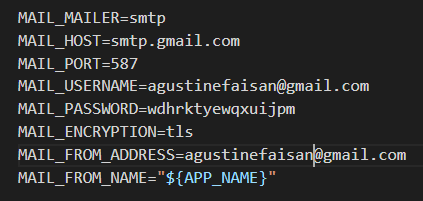 MAIL_MAILER=smtp
MAIL_HOST=smtp.gmail.com
MAIL_PORT=587
MAIL_USERNAME=agustinefaisan@gmail.com
MAIL_PASSWORD=wdhrktyewqxuijpm
MAIL_ENCRYPTION=tls
MAIL_FROM_ADDRESS=agustinefaisan@gmail.com
MAIL_FROM_NAME="${APP_NAME}"